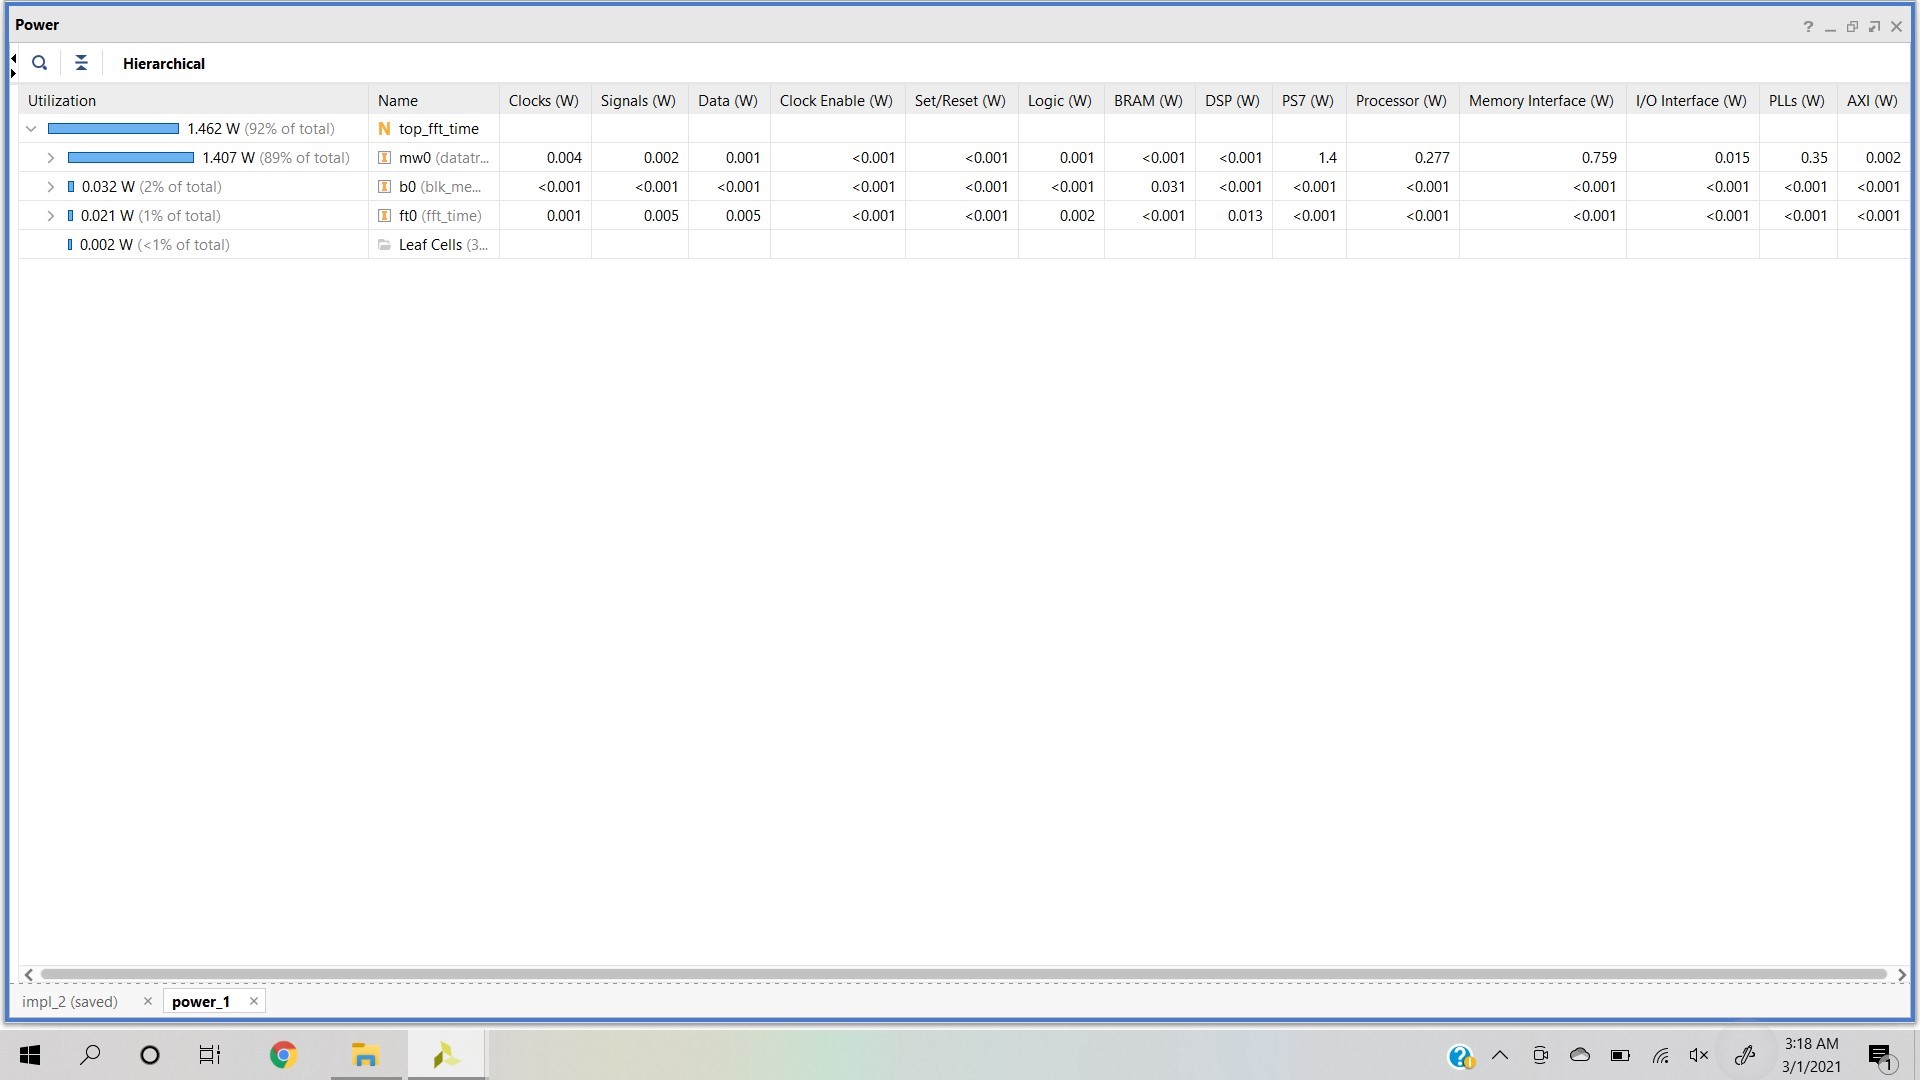 Power
Hierarchical
Utilization Name Clocks (W) Signals (W) Data (W) Clock Enable (W) Set/Reset (W) Logic (W) BRAM (W) DSP (W) PS7 (W) Processor (W) Memory Interface (W) I/O Interface (W) PLLs (W) AXI (W)
1.462 W (92% of total) N top_fft_time
1.407 W (89% of total) I mw0 (datatr... 0.004 0.002 0.001 <0.001 <0.001 0.001 <0.001 <0.001 1.4 0.277 0.759 0.015 0.35 0.002
0.032 W (2% of total) I b0 (blk_me... <0.001 <0.001 <0.001 <0.001 <0.001 <0.001 0.031 <0.001 <0.001 <0.001 <0.001 <0.001 <0.001 <0.001
0.021 W (1% of total) I ft0 (fft_time) 0.001 0.005 0.005 <0.001 <0.001 0.002 <0.001 0.013 <0.001 <0.001 <0.001 <0.001 <0.001 <0.001
0.002 W (<1% of total) Leaf Cells (3...
impl_2 (saved) power_1
3:18 AM
3/1/2021
1